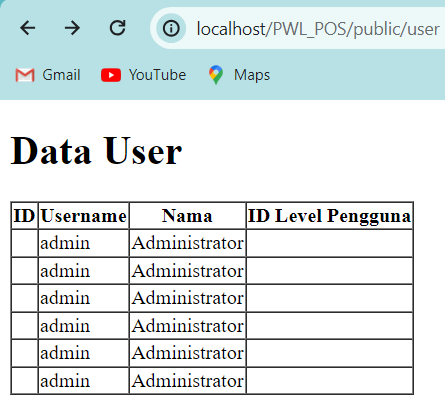 localhost/PWL_POS/public/user
Gmail YouTube Maps
Data User
ID Username Nama ID Level Pengguna
admin Administrator
admin Administrator
admin Administrator
admin Administrator
admin Administrator
admin Administrator